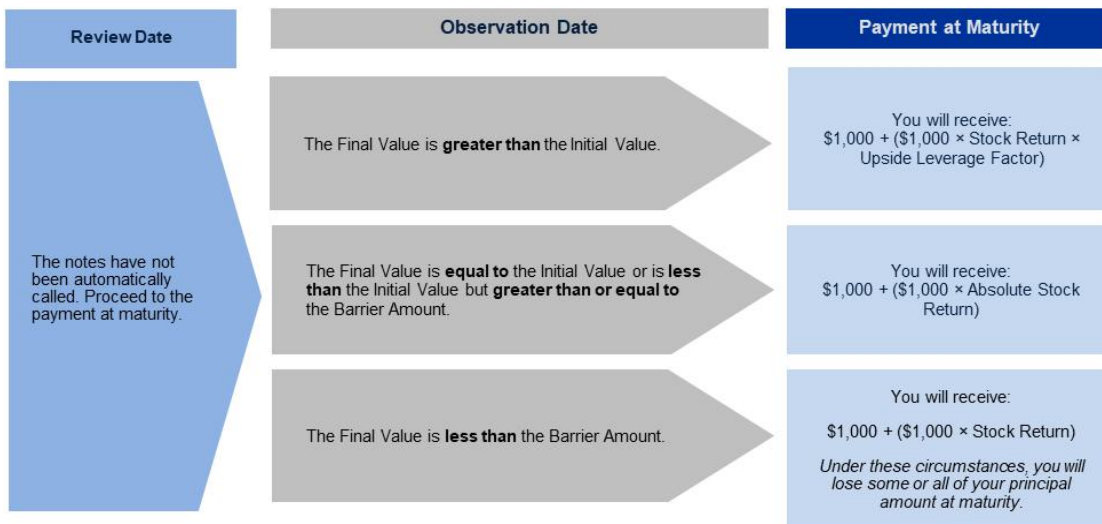 Review Date
Observation Date
Payment at Maturity
The notes have not
been automatically
called. Proceed to the
payment at maturity.
The Final Value is greater than the Initial Value.
You will receive:
$1,000 + ($1,000 × Stock Return ×
Upside Leverage Factor)
The Final Value is equal to the Initial Value or is less
than the Initial Value but greater than or equal to
the Barrier Amount.
You will receive:
$1,000 + ($1,000 × Absolute Stock
Return)
The Final Value is less than the Barrier Amount.
You will receive:
$1,000 + ($1,000 × Stock Return)
Under these circumstances, you will
lose some or all of your principal
amount at maturity.